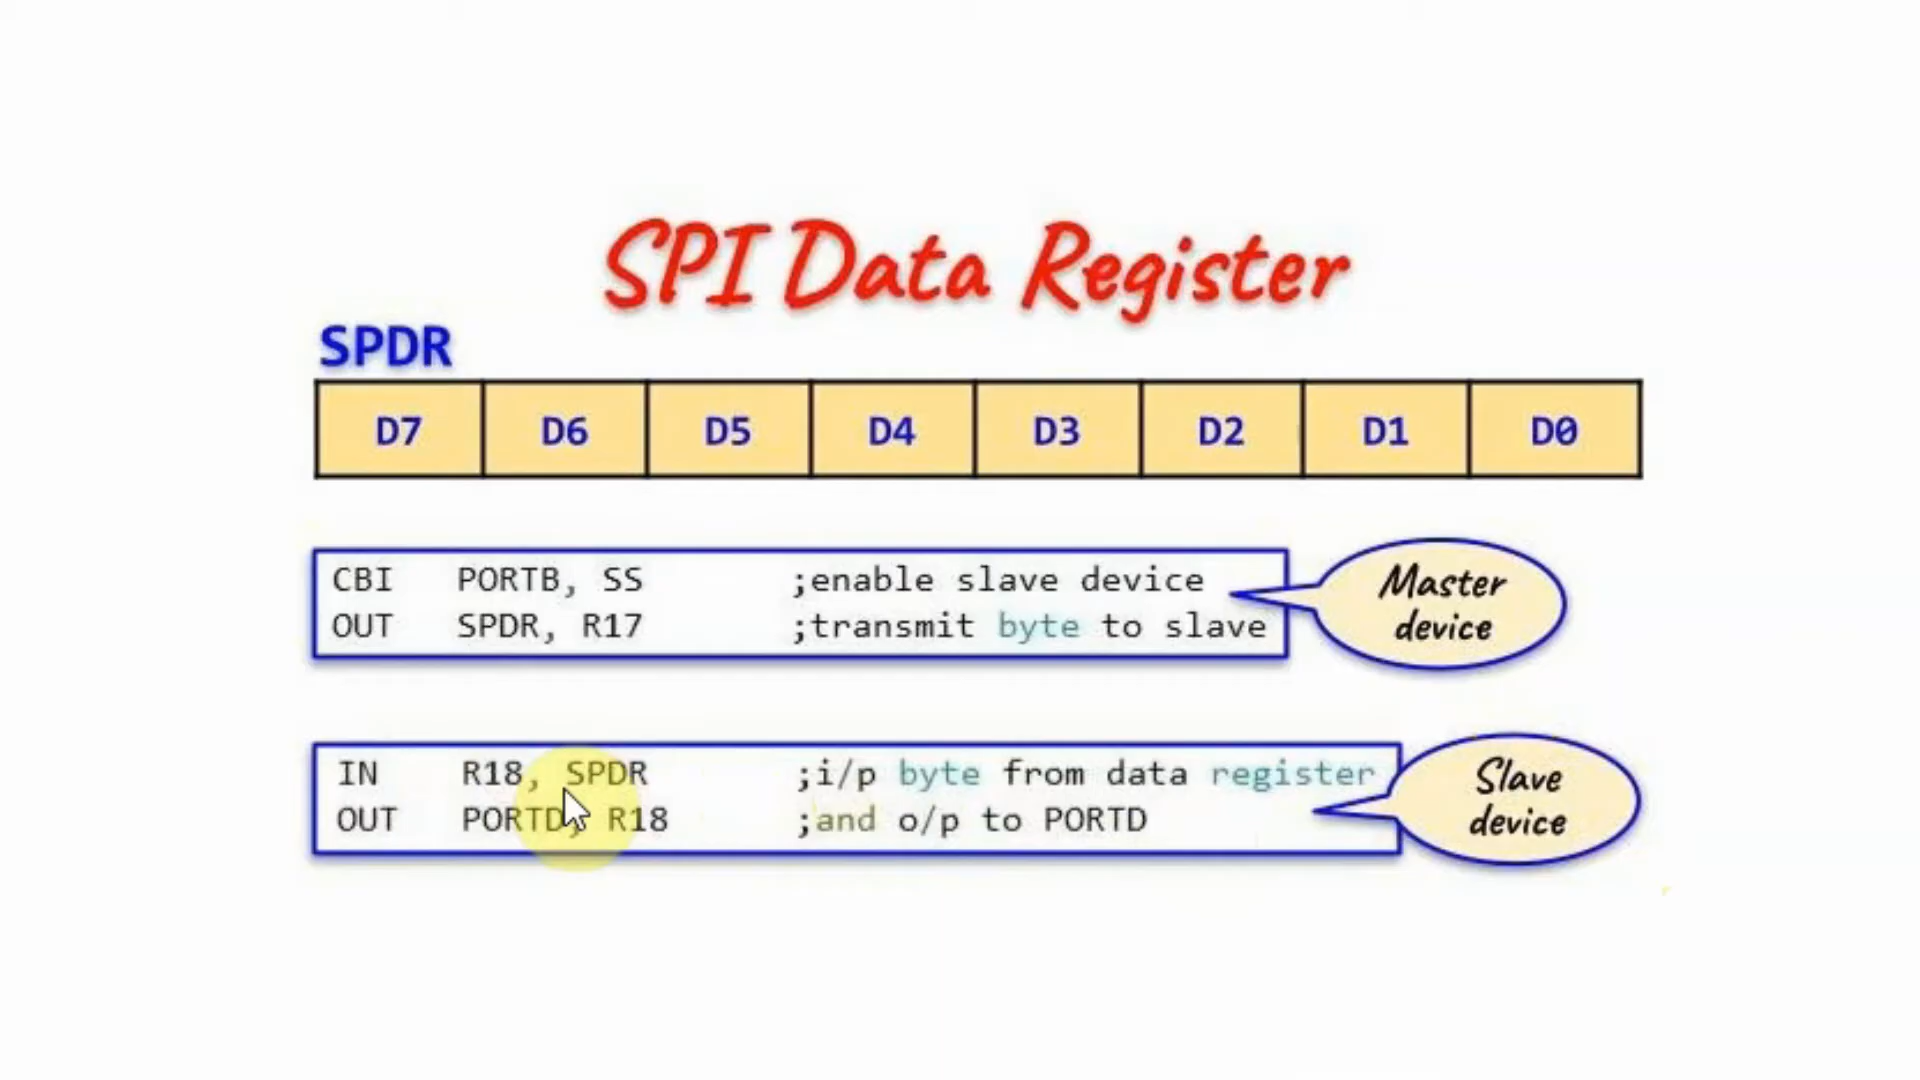 SPI Data Register
SPDR
D7 D6 D5 D4 D3 D2 D1 D0
CBI PORTB, SS ;enable slave device
OUT SPDR, R17 ;transmit byte to slave
Master
device
IN R18, SPDR ;i/p byte from data register
OUT PORTD, R18 ;and o/p to PORTD
Slave
device